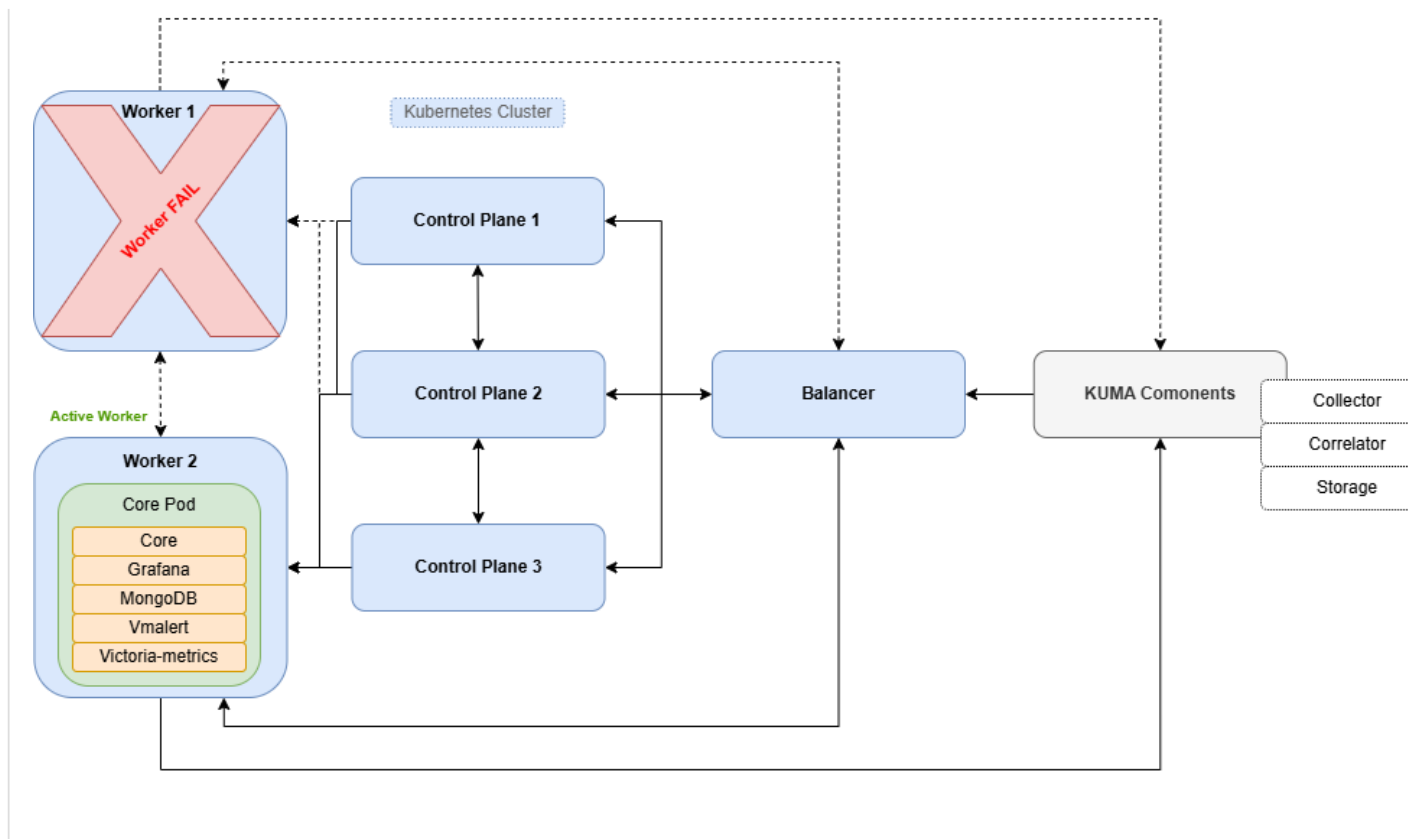 Worker 1
Worker FAIL
Kubernetes Cluster
Control Plane 1
Control Plane 2
Balancer
KUMA Comonents
Collector
Correlator
Storage
Active Worker
Worker 2
Core Pod
Core
Grafana
MongoDB
Vmalert
Victoria-metrics
Control Plane 3